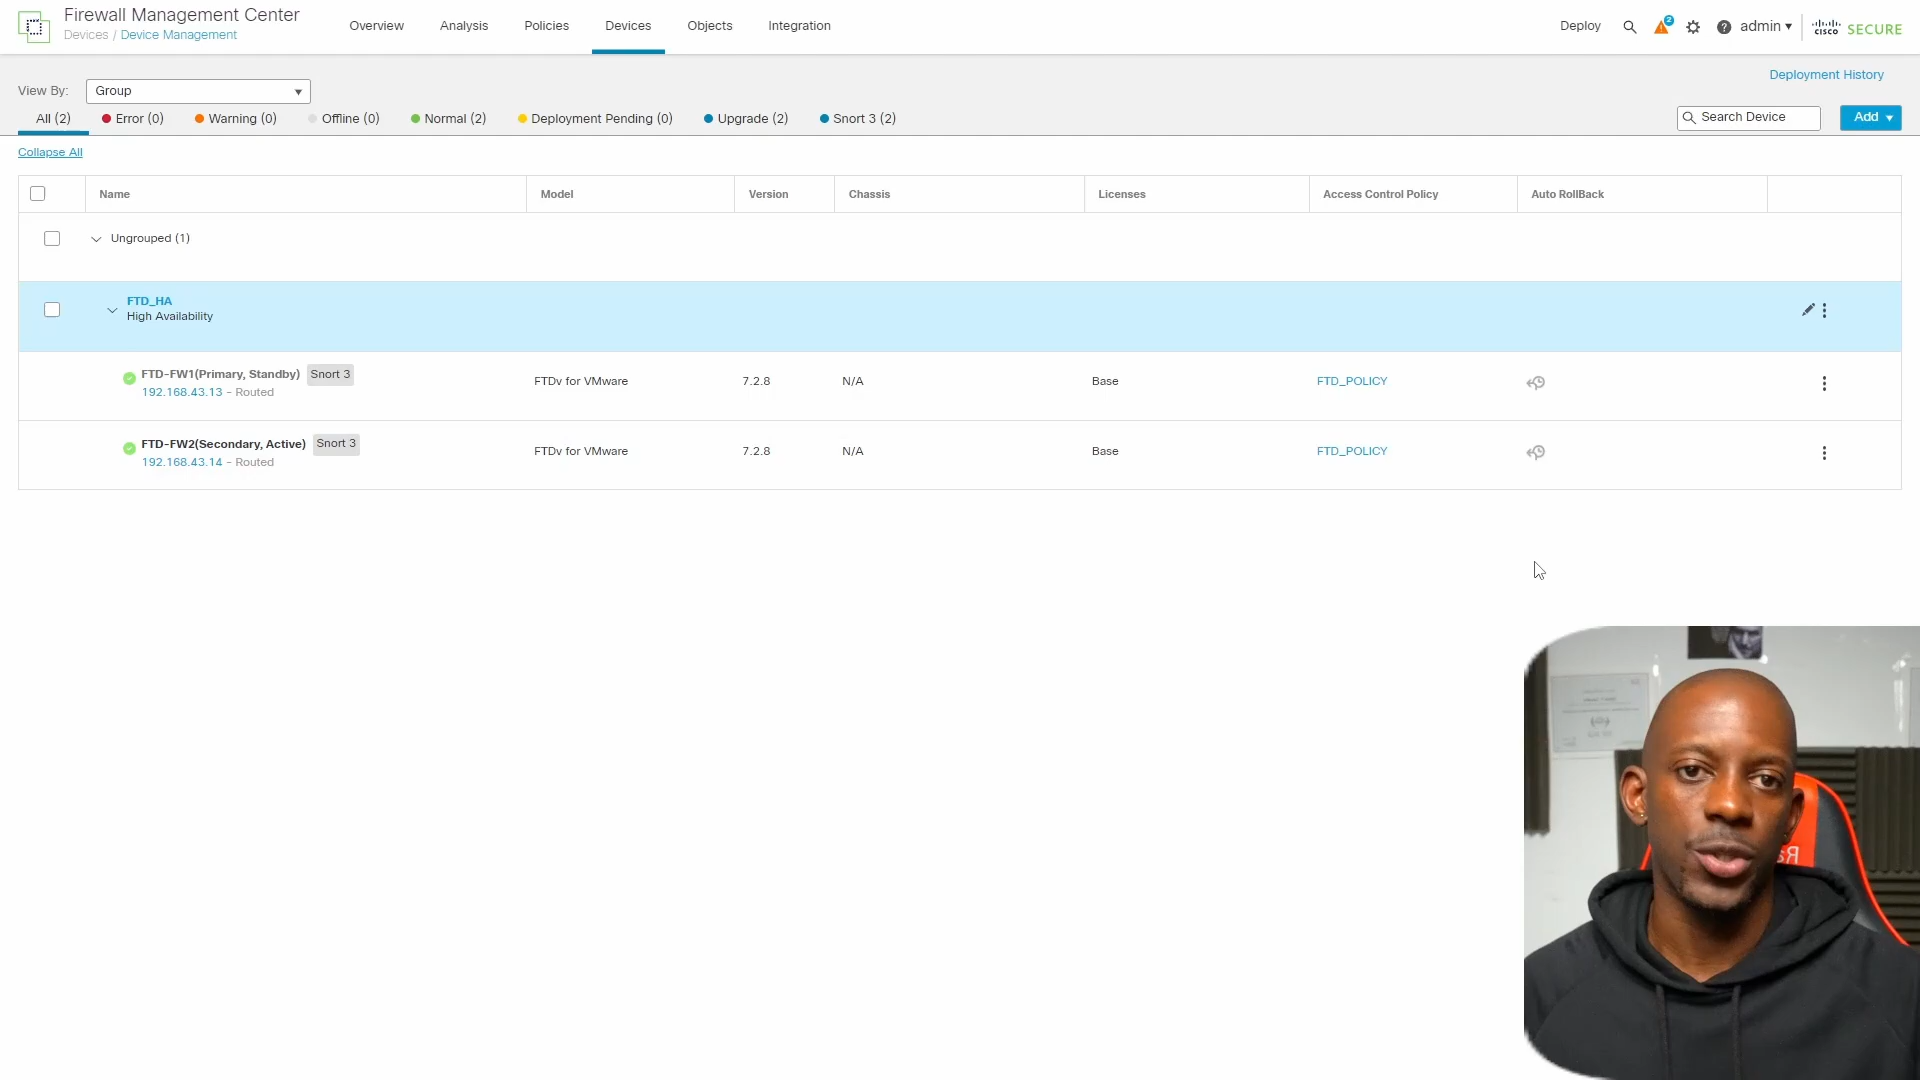 Firewall Management Center
Devices / Device Management
Overview
Analysis
Policies
Devices
Objects
Integration
Deploy
2
admin
cisco SECURE
Deployment History
View By:
Group
All (2)
Error (0)
Warning (0)
Offline (0)
Normal (2)
Deployment Pending (0)
Upgrade (2)
Snort 3 (2)
Search Device
Add
Collapse All
Name
Model
Version
Chassis
Licenses
Access Control Policy
Auto RollBack
Ungrouped (1)
FTD_HA
High Availability
FTD-FW1(Primary, Standby)
Snort 3
192.168.43.13 - Routed
FTDv for VMware
7.2.8
N/A
Base
FTD_POLICY
FTD-FW2(Secondary, Active)
Snort 3
192.168.43.14 - Routed
FTDv for VMware
7.2.8
N/A
Base
FTD_POLICY